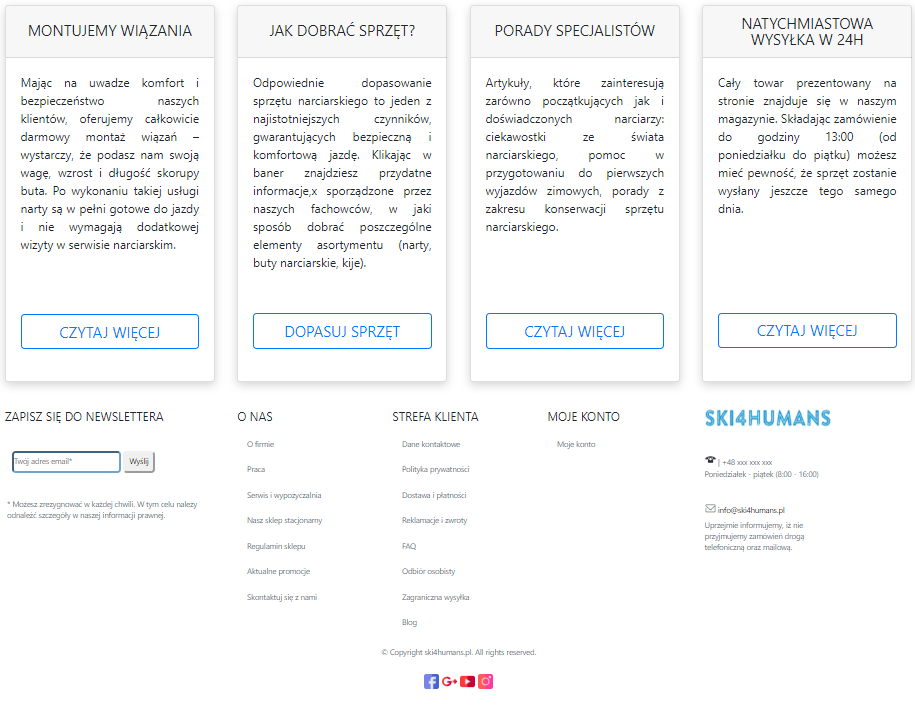 MONTUJEMY WIĄZANIA
Mając na uwadze komfort i
bezpieczeństwo naszych
klientów, oferujemy całkowicie
darmowy montaż wiązań –
wystarczy, że podasz nam swoją
wagę, wzrost i długość skorupy
buta. Po wykonaniu takiej usługi
narty są w pełni gotowe do jazdy
i nie wymagają dodatkowej
wizyty w serwisie narciarskim.
CZYTAJ WIĘCEJ
JAK DOBRAĆ SPRZĘT?
Odpowiednie dopasowanie
sprzętu narciarskiego to jeden z
najistotniejszych czynników,
gwarantujących bezpieczną i
komfortową jazdę. Klikając w
baner znajdziesz przydatne
informacje,x sporządzone przez
naszych fachowców, w jaki
sposób dobrać poszczególne
elementy asortymentu (narty,
buty narciarskie, kije).
DOPASUJ SPRZĘT
PORADY SPECJALISTÓW
Artykuły, które zainteresują
zarówno początkujących jak i
doświadczonych narciarzy:
ciekawostki ze świata
narciarskiego, pomoc w
przygotowaniu do pierwszych
wyjazdów zimowych, porady z
zakresu konserwacji sprzętu
narciarskiego.
CZYTAJ WIĘCEJ
NATYCHMIASTOWA
WYSYŁKA W 24H
Cały towar prezentowany na
stronie znajduje się w naszym
magazynie. Składając zamówienie
do godziny 13:00 (od
poniedziałku do piątku) możesz
mieć pewność, że sprzęt zostanie
wysłany jeszcze tego samego
dnia.
CZYTAJ WIĘCEJ
ZAPISZ SIĘ DO NEWSLETTERA
Twój adres email*
Wyślij
* Możesz zrezygnować w każdej chwili. W tym celu należy
odnaleźć szczegóły w naszej informacji prawnej.
O NAS
O firmie
Praca
Serwis i wypożyczalnia
Nasz sklep stacjonarny
Regulamin sklepu
Aktualne promocje
Skontaktuj się z nami
STREFA KLIENTA
Dane kontaktowe
Polityka prywatności
Dostawa i płatności
Reklamacje i zwroty
FAQ
Odbiór osobisty
Zagraniczna wysyłka
Blog
MOJE KONTO
Moje konto
SKI4HUMANS
| +48 xxx xxx xxx
Poniedziałek - piątek (8:00 - 16:00)
info@ski4humans.pl
Uprzejmie informujemy, iż nie
przyjmujemy zamówień drogą
telefoniczną oraz mailową.
© Copyright ski4humans.pl. All rights reserved.